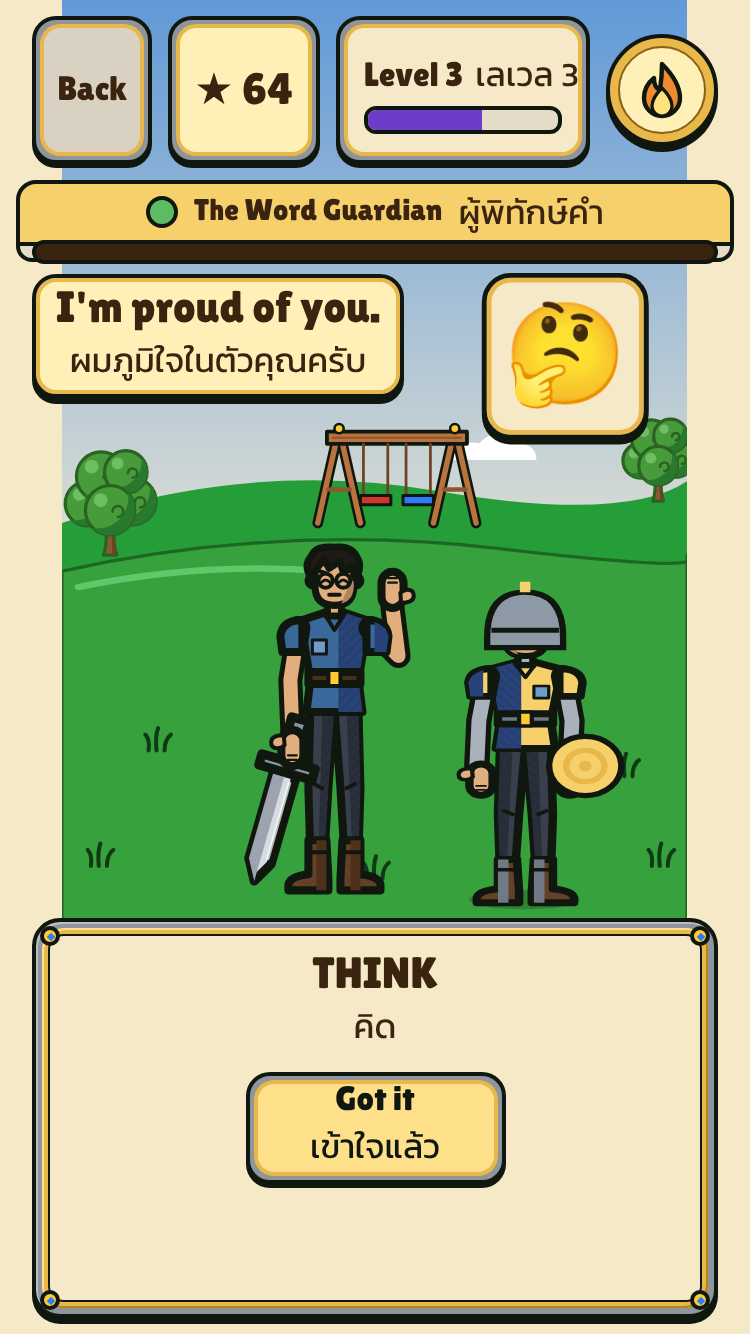 Back
★ 64
Level 3 เลเวล 3
The Word Guardian ผู้พิทักษ์คำ
I'm proud of you.
ผมภูมิใจในตัวคุณครับ
THINK
คิด
Got it
เข้าใจแล้ว